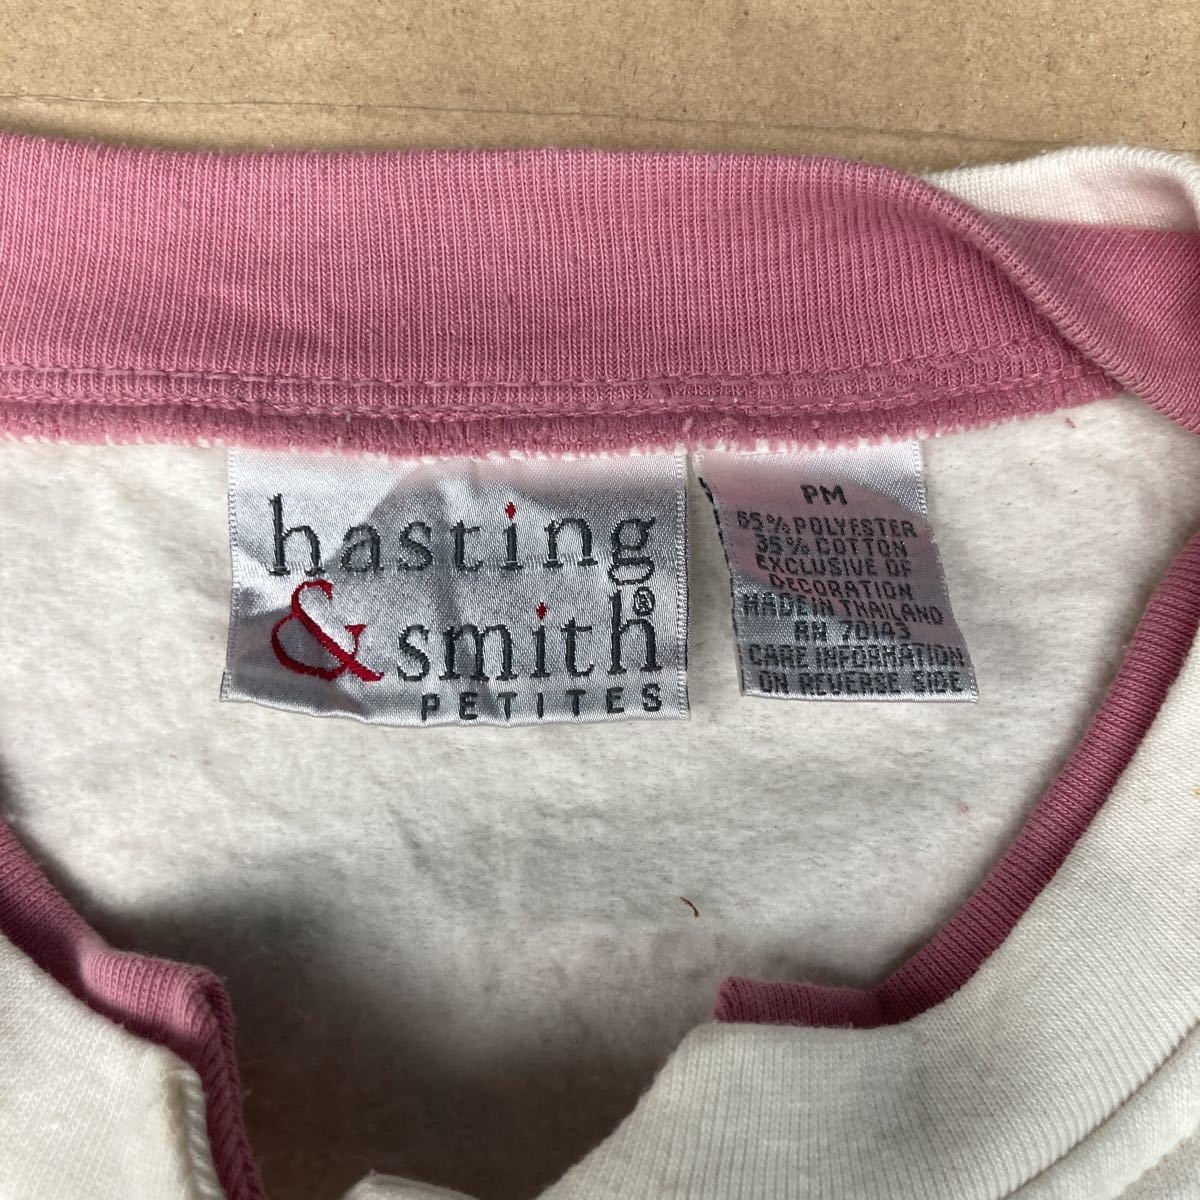 hasting
& smith®
PETITES
PM
65% POLYESTER
35% COTTON
EXCLUSIVE OF
DECORATION
MADE IN THAILAND
RN 70143
CARE INFORMATION
ON REVERSE SIDE